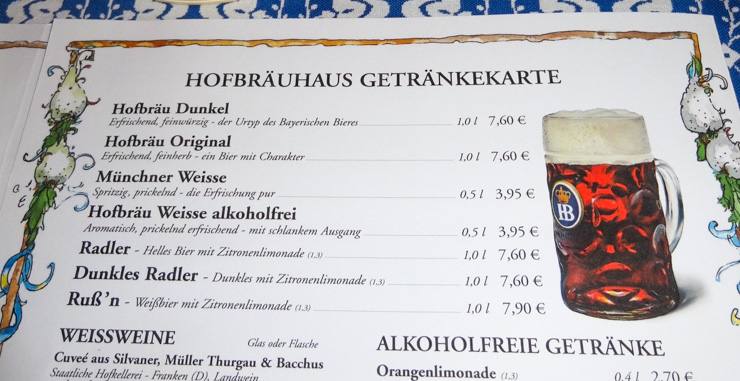 HOFBRÄUHAUS GETRÄNKEKARTE
Hofbräu Dunkel
Erfrischend, feinwürzig - der Urtyp des Bayerischen Bieres 1,0 l 7,60 €
Hofbräu Original
Erfrischend, feinherb - ein Bier mit Charakter 1,0 l 7,60 €
Münchner Weisse
Spritzig, prickelnd - die Erfrischung pur 0,5 l 3,95 €
Hofbräu Weisse alkoholfrei
Aromatisch, prickelnd erfrischend - mit schlankem Ausgang 0,5 l 3,95 €
Radler - Helles Bier mit Zitronenlimonade (1,3) 1,0 l 7,60 €
Dunkles Radler - Dunkles mit Zitronenlimonade (1,3) 1,0 l 7,60 €
Ruß'n - Weißbier mit Zitronenlimonade (1,3) 1,0 l 7,90 €
HB
WEISSWEINE Glas oder Flasche
Cuveé aus Silvaner, Müller Thurgau & Bacchus
Staatliche Hofkellerei - Franken (D), Landwein
ALKOHOLFREIE GETRÄNKE
Orangenlimonade (1,3) 0,4 l 2,70 €